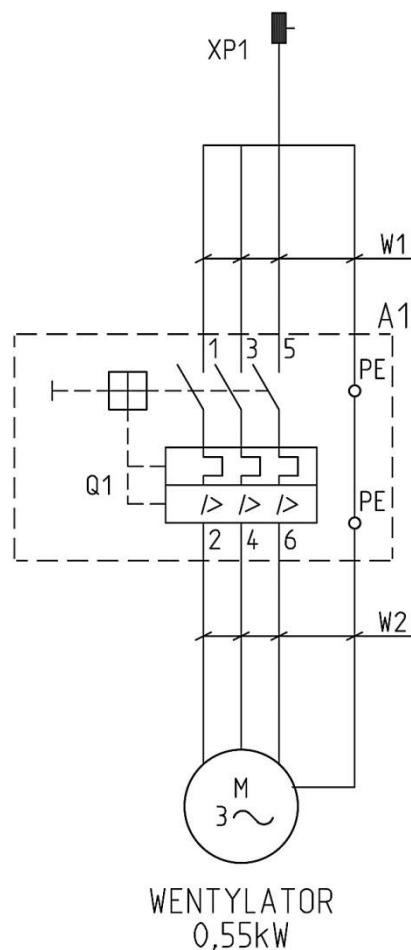 XP1
W1
A1
1 3 5
PE
Q1
/> /> />
PE
2 4 6
W2
M
3~
WENTYLATOR
0,55kW